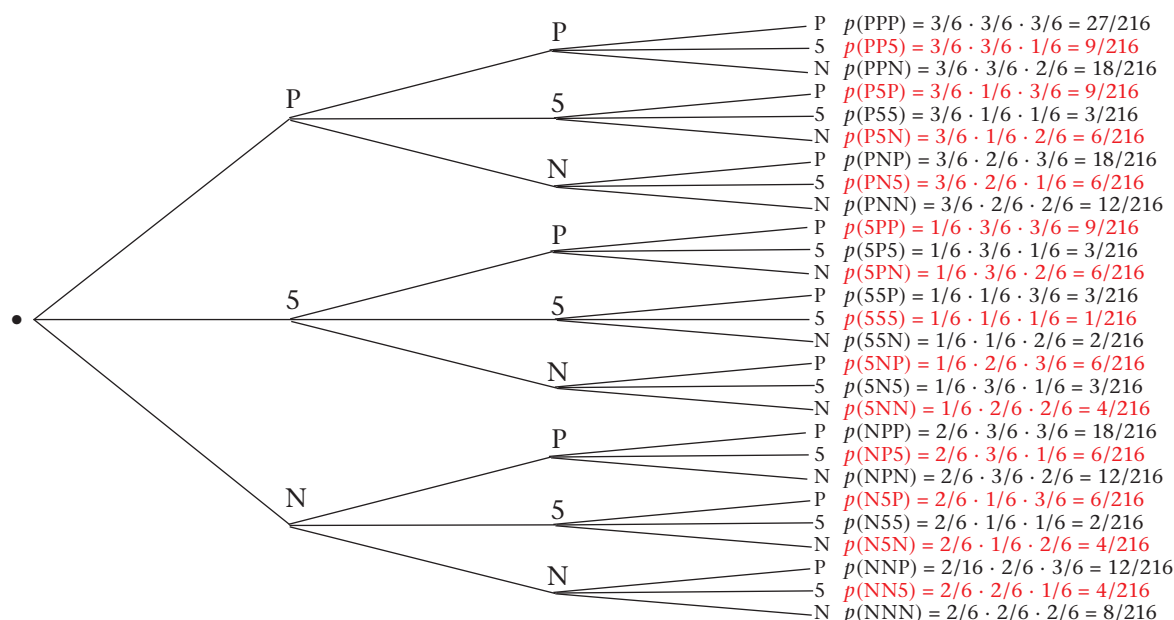 P p(PPP) = 3/6 · 3/6 · 3/6 = 27/216
P
5 p(PP5) = 3/6 · 3/6 · 1/6 = 9/216
N p(PPN) = 3/6 · 3/6 · 2/6 = 18/216
P p(P5P) = 3/6 · 1/6 · 3/6 = 9/216
P
5
5 p(P55) = 3/6 · 1/6 · 1/6 = 3/216
N p(P5N) = 3/6 · 1/6 · 2/6 = 6/216
P p(PNP) = 3/6 · 2/6 · 3/6 = 18/216
N
5 p(PN5) = 3/6 · 2/6 · 1/6 = 6/216
N p(PNN) = 3/6 · 2/6 · 2/6 = 12/216
P p(5PP) = 1/6 · 3/6 · 3/6 = 9/216
P
5 p(5P5) = 1/6 · 3/6 · 1/6 = 3/216
N p(5PN) = 1/6 · 3/6 · 2/6 = 6/216
P p(55P) = 1/6 · 1/6 · 3/6 = 3/216
5
5
5 p(555) = 1/6 · 1/6 · 1/6 = 1/216
N p(55N) = 1/6 · 1/6 · 2/6 = 2/216
P p(5NP) = 1/6 · 2/6 · 3/6 = 6/216
N
5 p(5N5) = 1/6 · 3/6 · 1/6 = 3/216
N p(5NN) = 1/6 · 2/6 · 2/6 = 4/216
P p(NPP) = 2/6 · 3/6 · 3/6 = 18/216
P
5 p(NP5) = 2/6 · 3/6 · 1/6 = 6/216
N p(NPN) = 2/6 · 3/6 · 2/6 = 12/216
N
P p(N5P) = 2/6 · 1/6 · 3/6 = 6/216
5
5 p(N55) = 2/6 · 1/6 · 1/6 = 2/216
N p(N5N) = 2/6 · 1/6 · 2/6 = 4/216
P p(NNP) = 2/16 · 2/6 · 3/6 = 12/216
N
5 p(NN5) = 2/6 · 2/6 · 1/6 = 4/216
N p(NNN) = 2/6 · 2/6 · 2/6 = 8/216